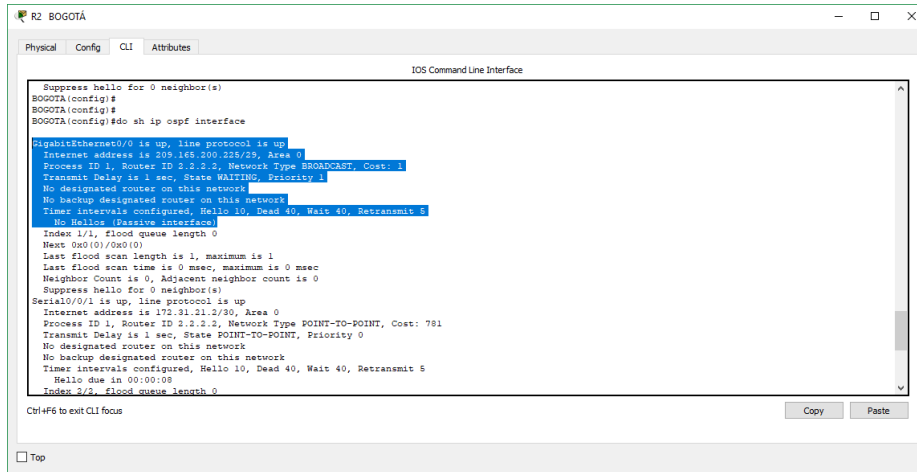 R2 BOGOTÁ
Physical Config CLI Attributes
IOS Command Line Interface
Suppress hello for 0 neighbor(s)
BOGOTA(config)#
BOGOTA(config)#
BOGOTA(config)#do sh ip ospf interface
GigabitEthernet0/0 is up, line protocol is up
Internet address is 209.165.200.225/29, Area 0
Process ID 1, Router ID 2.2.2.2, Network Type BROADCAST, Cost: 1
Transmit Delay is 1 sec, State WAITING, Priority 1
No designated router on this network
No backup designated router on this network
Timer intervals configured, Hello 10, Dead 40, Wait 40, Retransmit 5
No Hellos (Passive interface)
Index 1/1, flood queue length 0
Next 0x0(0)/0x0(0)
Last flood scan length is 1, maximum is 1
Last flood scan time is 0 msec, maximum is 0 msec
Neighbor Count is 0, Adjacent neighbor count is 0
Suppress hello for 0 neighbor(s)
Serial0/0/1 is up, line protocol is up
Internet address is 172.31.21.2/30, Area 0
Process ID 1, Router ID 2.2.2.2, Network Type POINT-TO-POINT, Cost: 781
Transmit Delay is 1 sec, State POINT-TO-POINT, Priority 0
No designated router on this network
No backup designated router on this network
Timer intervals configured, Hello 10, Dead 40, Wait 40, Retransmit 5
Hello due in 00:00:08
Index 2/2, flood queue length 0
Ctrl+F6 to exit CLI focus
Copy Paste
Top